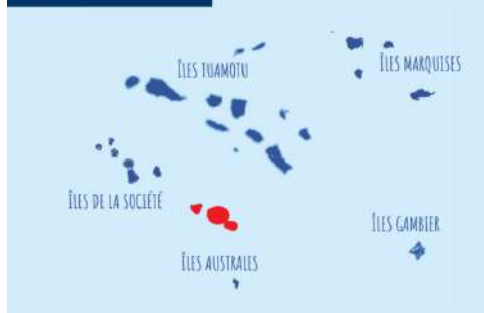 ÎLES TUAMOTU
ÎLES MARQUISES
ÎLES DE LA SOCIÉTÉ
ÎLES GAMBIER
ÎLES AUSTRALES